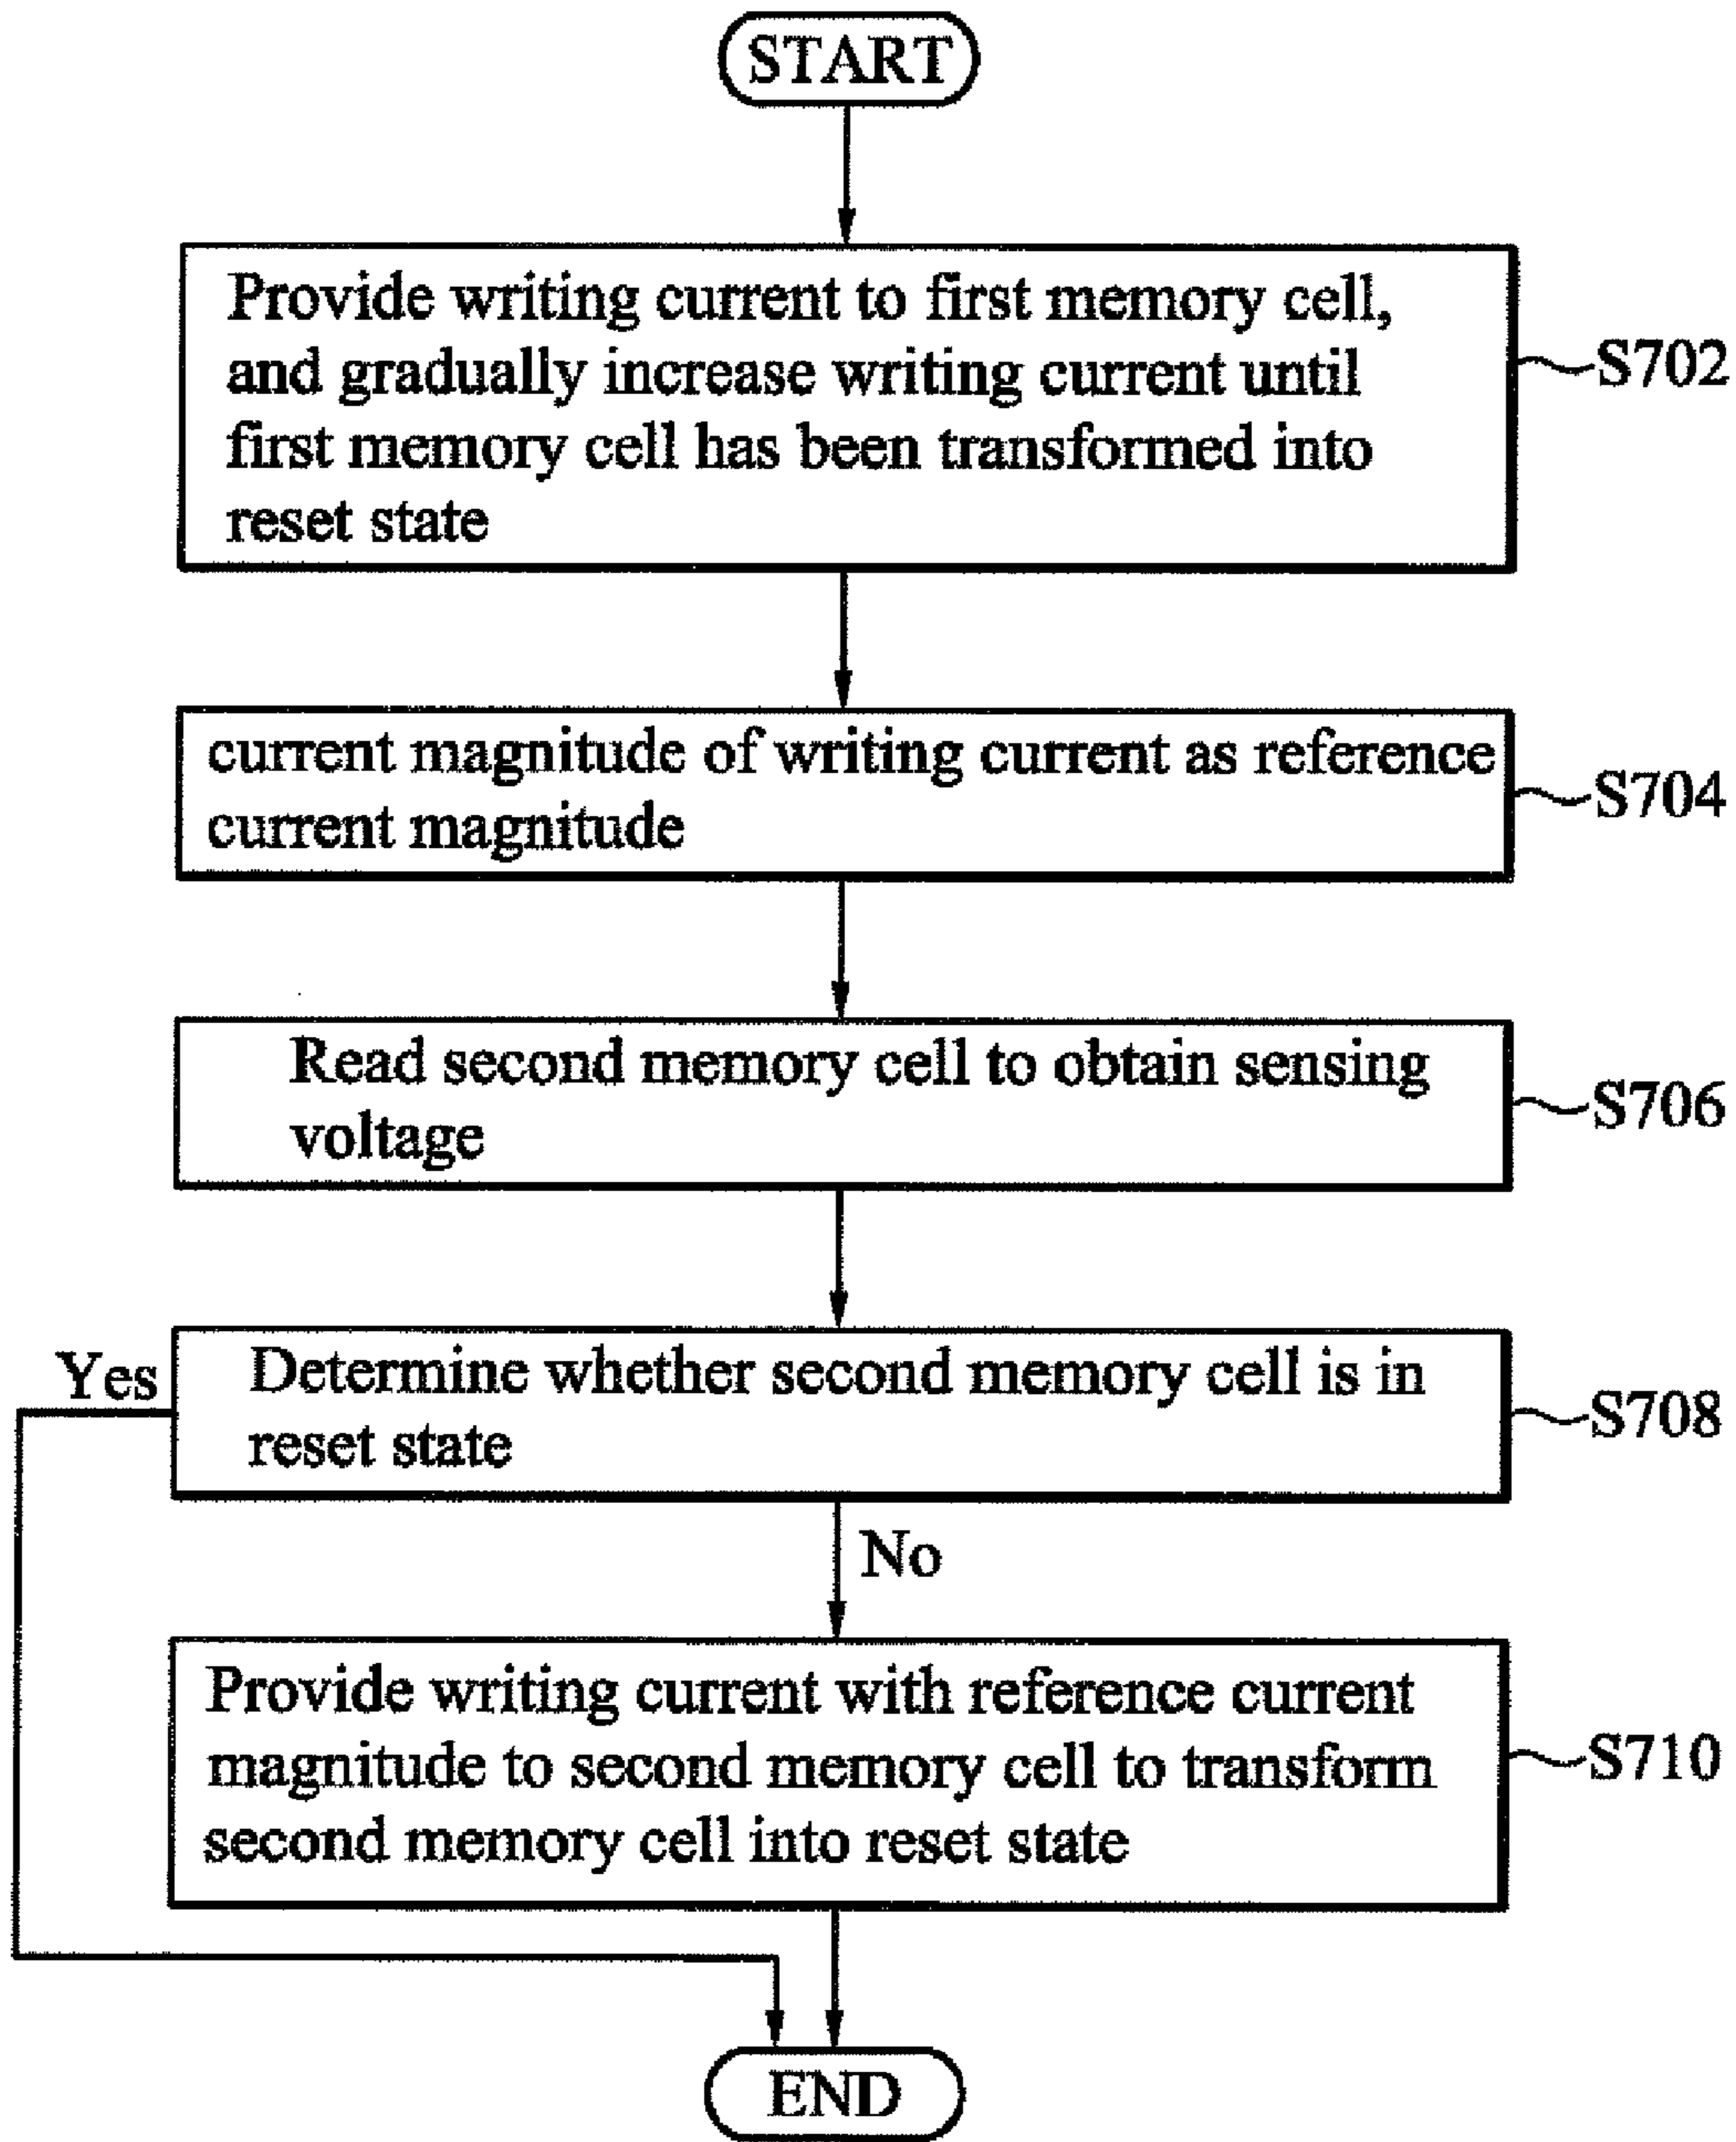 START
Provide writing current to first memory cell,
and gradually increase writing current until
first memory cell has been transformed into
reset state
S702
current magnitude of writing current as reference
current magnitude
S704
Read second memory cell to obtain sensing
voltage
S706
Yes
Determine whether second memory cell is in
reset state
S708
No
Provide writing current with reference current
magnitude to second memory cell to transform
second memory cell into reset state
S710
END